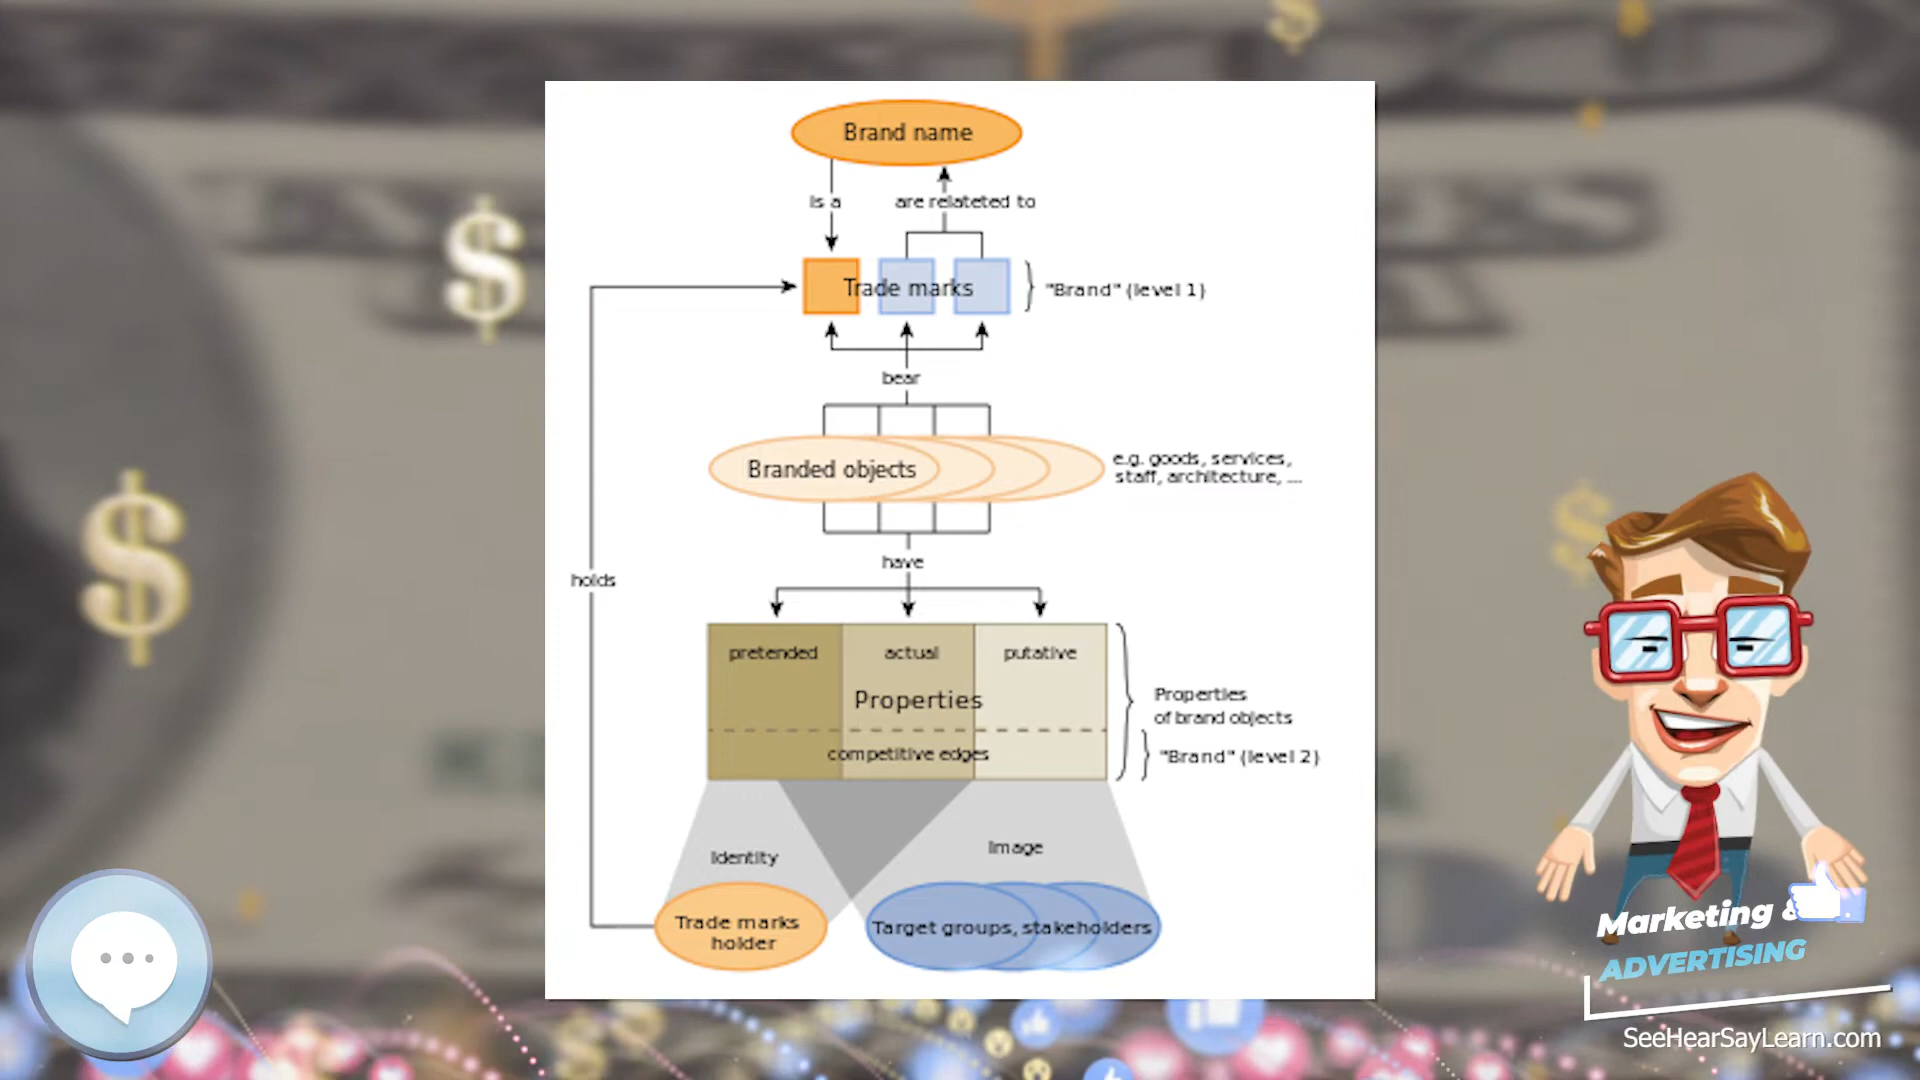 Brand name
is a
are relateted to
Trade marks
"Brand" (level 1)
bear
Branded objects
e.g. goods, services,
staff, architecture, ...
have
holds
pretended
actual
putative
Properties
competitive edges
Properties
of brand objects
"Brand" (level 2)
Identity
Image
Trade marks
holder
Target groups, stakeholders
Marketing &
ADVERTISING
SeeHearSayLearn.com